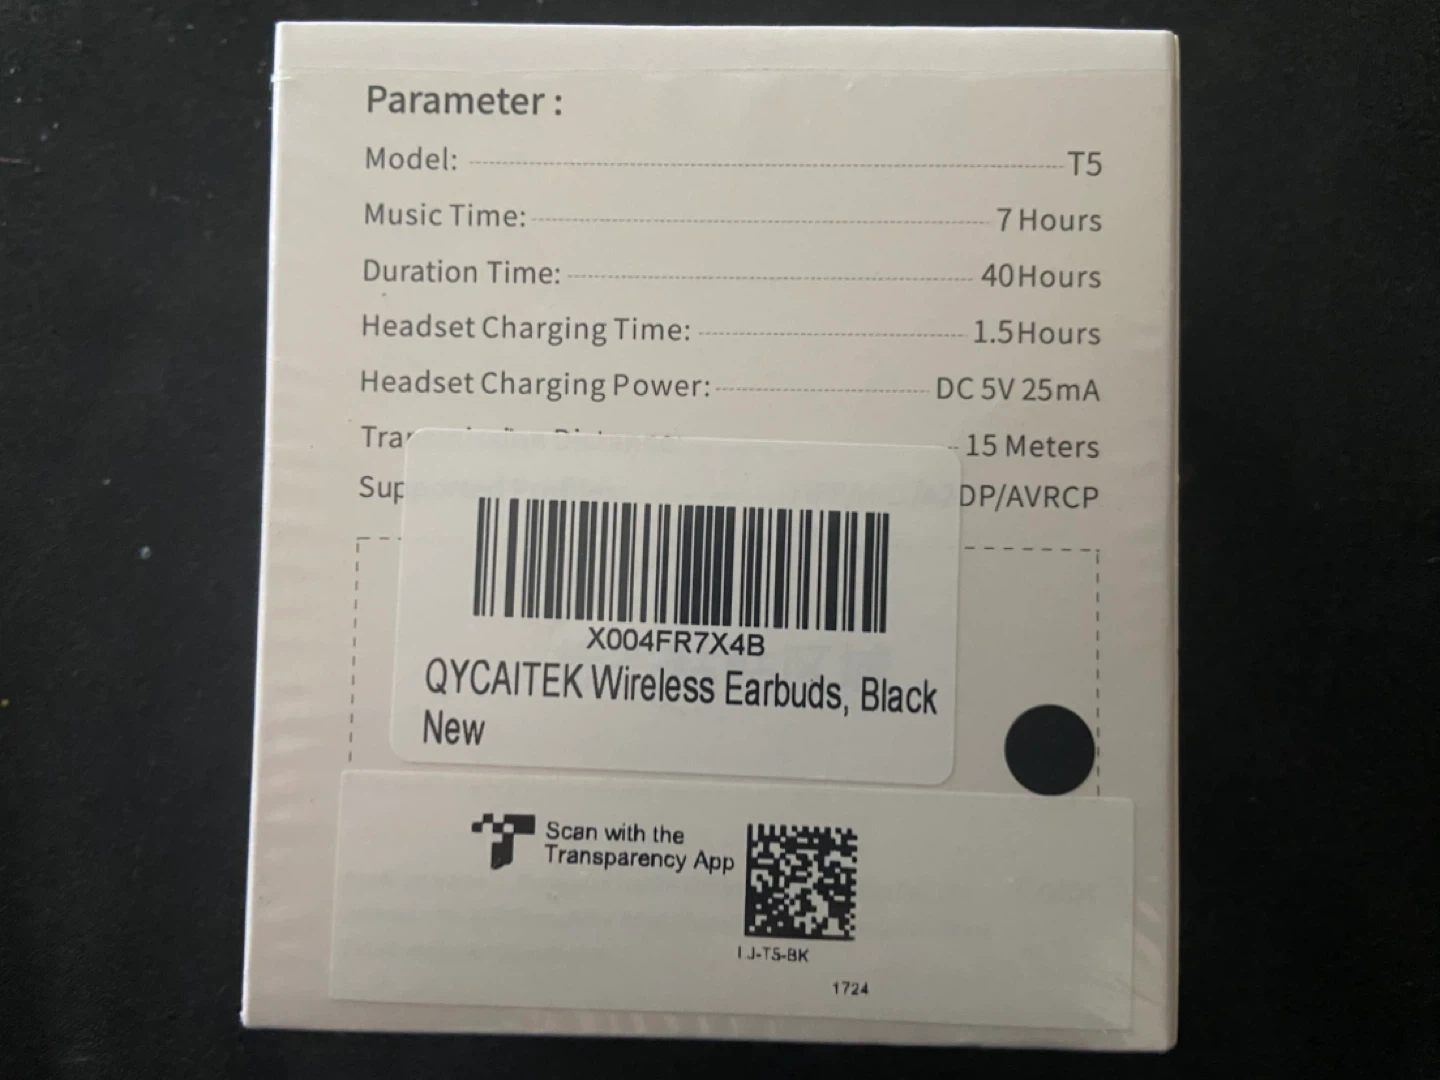 Parameter :
Model: T5
Music Time: 7 Hours
Duration Time: 40Hours
Headset Charging Time: 1.5Hours
Headset Charging Power: DC 5V 25mA
15 Meters
DP/AVRCP
X004FR7X4B
QYCAITEK Wireless Earbuds, Black
New
Scan with the
Transparency App
1724